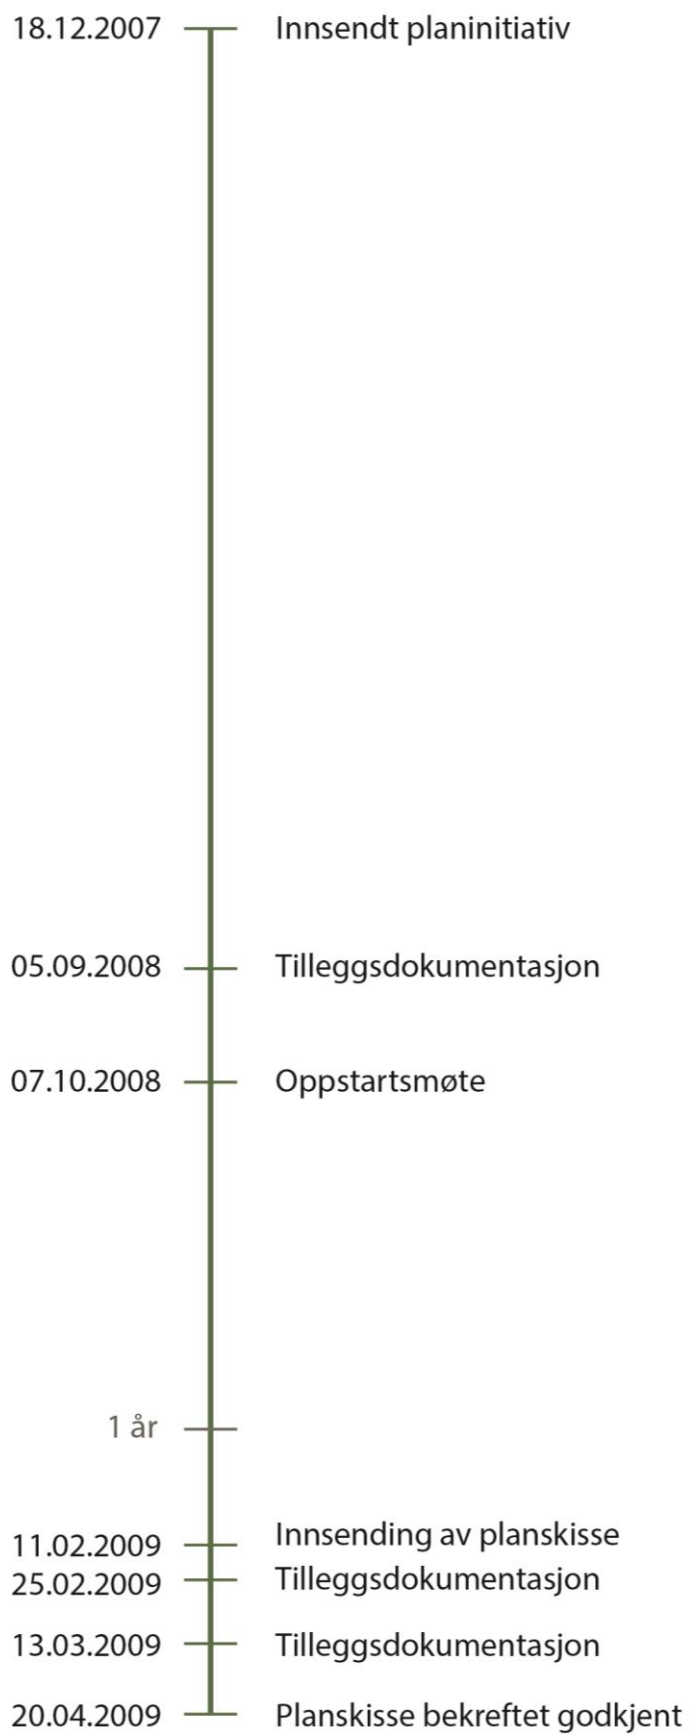 18.12.2007 Innsendt planinitiativ
05.09.2008 Tilleggsdokumentasjon
07.10.2008 Oppstartsmøte
1 år
11.02.2009 Innsending av planskisse
25.02.2009 Tilleggsdokumentasjon
13.03.2009 Tilleggsdokumentasjon
20.04.2009 Planskisse bekreftet godkjent